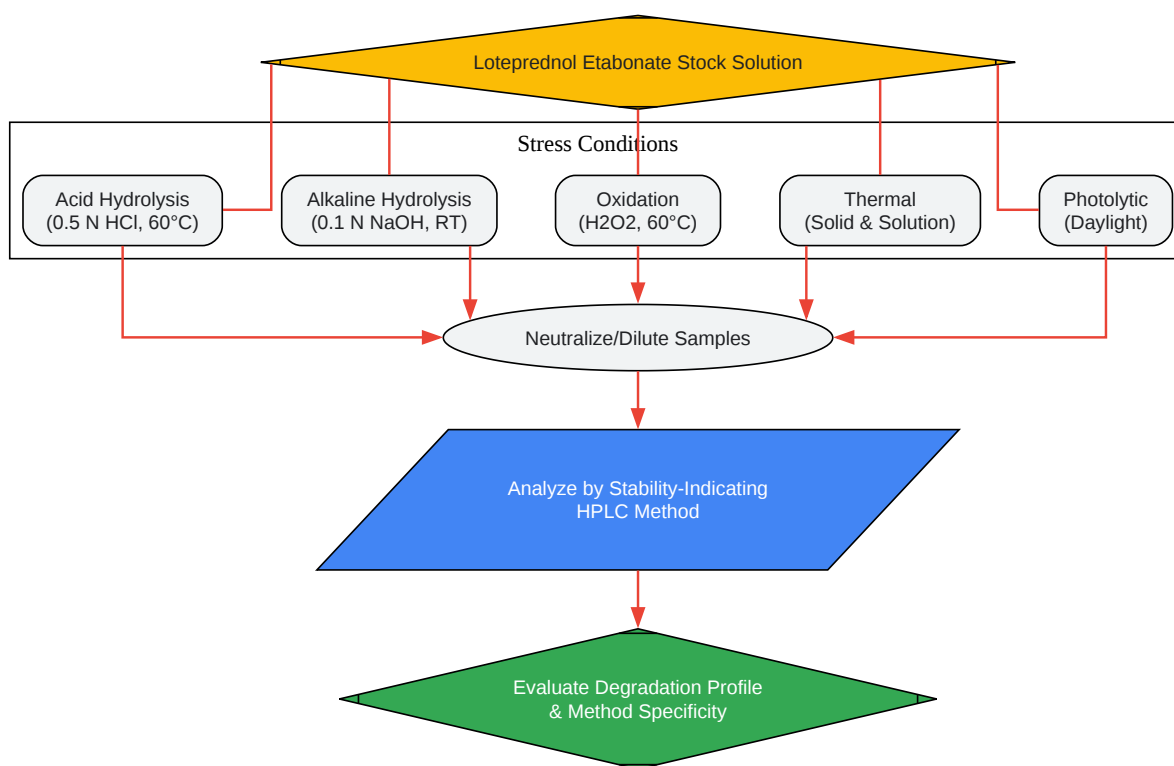 Loteprednol Etabonate Stock Solution
Stress Conditions
Acid Hydrolysis
(0.5 N HCl, 60°C)
Alkaline Hydrolysis
(0.1 N NaOH, RT)
Oxidation
(H2O2, 60°C)
Thermal
(Solid & Solution)
Photolytic
(Daylight)
Neutralize/Dilute Samples
Analyze by Stability-Indicating
HPLC Method
Evaluate Degradation Profile
& Method Specificity